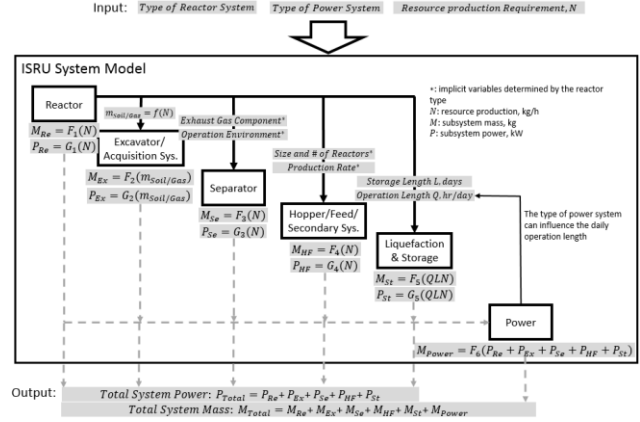 Input: Type of Reactor System Type of Power System Resource production Requirement, N
ISRU System Model
*: implicit variables determined by the reactor
type
N: resource production, kg/h
M: subsystem mass, kg
P: subsystem power, kW
Reactor
M_Re = F_1(N)
P_Re = G_1(N)
m_Soil/Gas = f(N)
Excavator/
Acquisition Sys.
M_Ex = F_2(m_Soil/Gas)
P_Ex = G_2(m_Soil/Gas)
Exhaust Gas Component*
Operation Environment*
Separator
M_Se = F_3(N)
P_Se = G_3(N)
Size and # of Reactors*
Production Rate*
Hopper/Feed/
Secondary Sys.
M_HF = F_4(N)
P_HF = G_4(N)
Storage Length L, days
Operation Length Q, hr/day
Liquefaction
& Storage
M_St = F_5(QLN)
P_St = G_5(QLN)
The type of power system
can influence the daily
operation length
Power
M_Power = F_6(P_Re + P_Ex + P_Se + P_HF + P_St)
Output: Total System Power: P_Total = P_Re + P_Ex + P_Se + P_HF + P_St
Total System Mass: M_Total = M_Re + M_Ex + M_Se + M_HF + M_St + M_Power